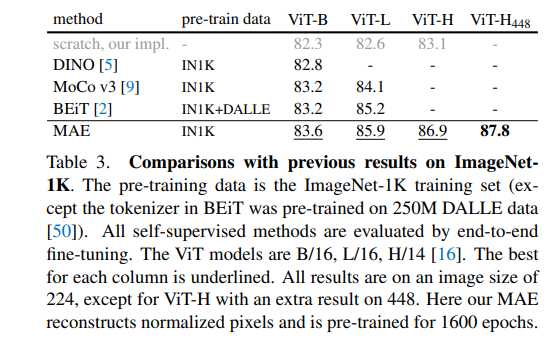 method pre-train data ViT-B ViT-L ViT-H ViT-H448
scratch, our impl. - 82.3 82.6 83.1 -
DINO [5] IN1K 82.8 - - -
MoCo v3 [9] IN1K 83.2 84.1 - -
BEiT [2] IN1K+DALLE 83.2 85.2 - -
MAE IN1K 83.6 85.9 86.9 87.8
Table 3. Comparisons with previous results on ImageNet-
1K. The pre-training data is the ImageNet-1K training set (ex-
cept the tokenizer in BEiT was pre-trained on 250M DALLE data
[50]). All self-supervised methods are evaluated by end-to-end
fine-tuning. The ViT models are B/16, L/16, H/14 [16]. The best
for each column is underlined. All results are on an image size of
224, except for ViT-H with an extra result on 448. Here our MAE
reconstructs normalized pixels and is pre-trained for 1600 epochs.